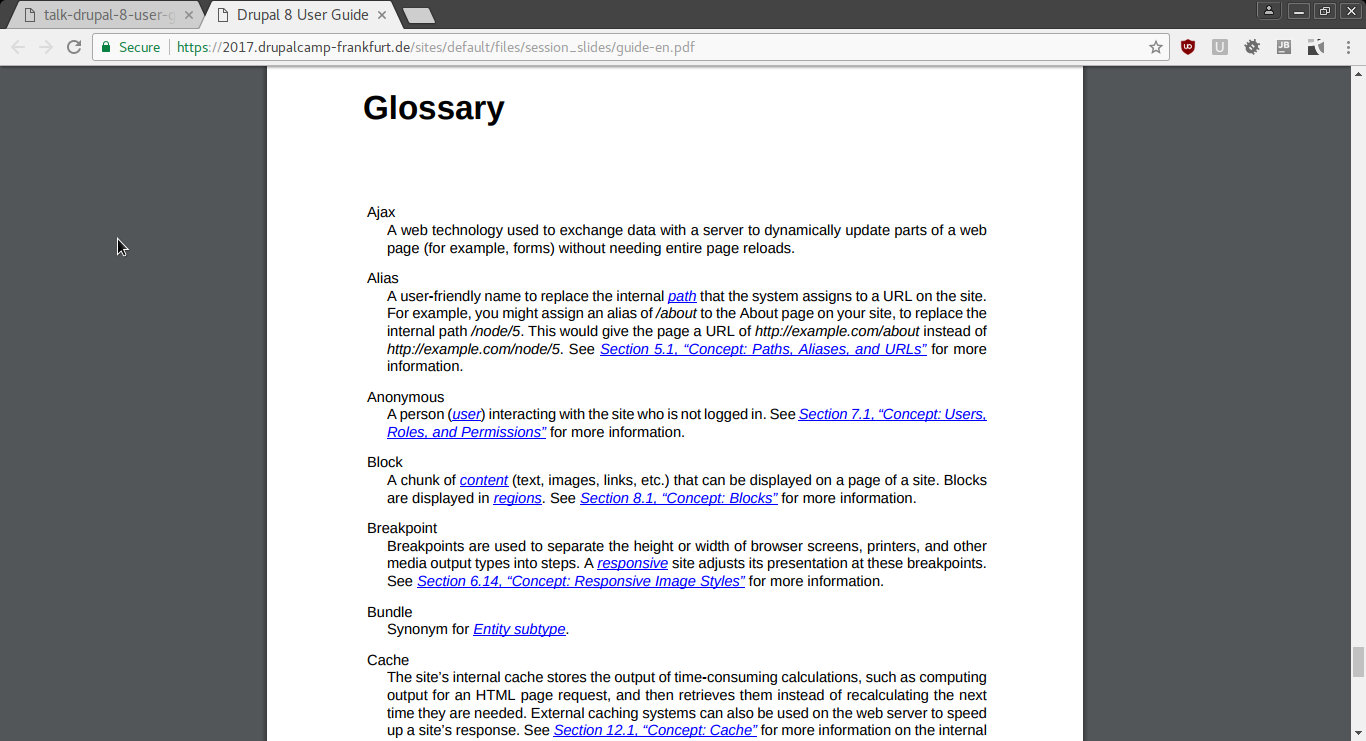 talk-drupal-8-user-g
Drupal 8 User Guide
Secure
https://2017.drupalcamp-frankfurt.de/sites/default/files/session_slides/guide-en.pdf
U
JB
Glossary
Ajax
A web technology used to exchange data with a server to dynamically update parts of a web
page (for example, forms) without needing entire page reloads.
Alias
A user-friendly name to replace the internal path that the system assigns to a URL on the site.
For example, you might assign an alias of /about to the About page on your site, to replace the
internal path /node/5. This would give the page a URL of http://example.com/about instead of
http://example.com/node/5. See Section 5.1, “Concept: Paths, Aliases, and URLs” for more
information.
Anonymous
A person (user) interacting with the site who is not logged in. See Section 7.1, “Concept: Users,
Roles, and Permissions” for more information.
Block
A chunk of content (text, images, links, etc.) that can be displayed on a page of a site. Blocks
are displayed in regions. See Section 8.1, “Concept: Blocks” for more information.
Breakpoint
Breakpoints are used to separate the height or width of browser screens, printers, and other
media output types into steps. A responsive site adjusts its presentation at these breakpoints.
See Section 6.14, “Concept: Responsive Image Styles” for more information.
Bundle
Synonym for Entity subtype.
Cache
The site’s internal cache stores the output of time-consuming calculations, such as computing
output for an HTML page request, and then retrieves them instead of recalculating the next
time they are needed. External caching systems can also be used on the web server to speed
up a site’s response. See Section 12.1, “Concept: Cache” for more information on the internal